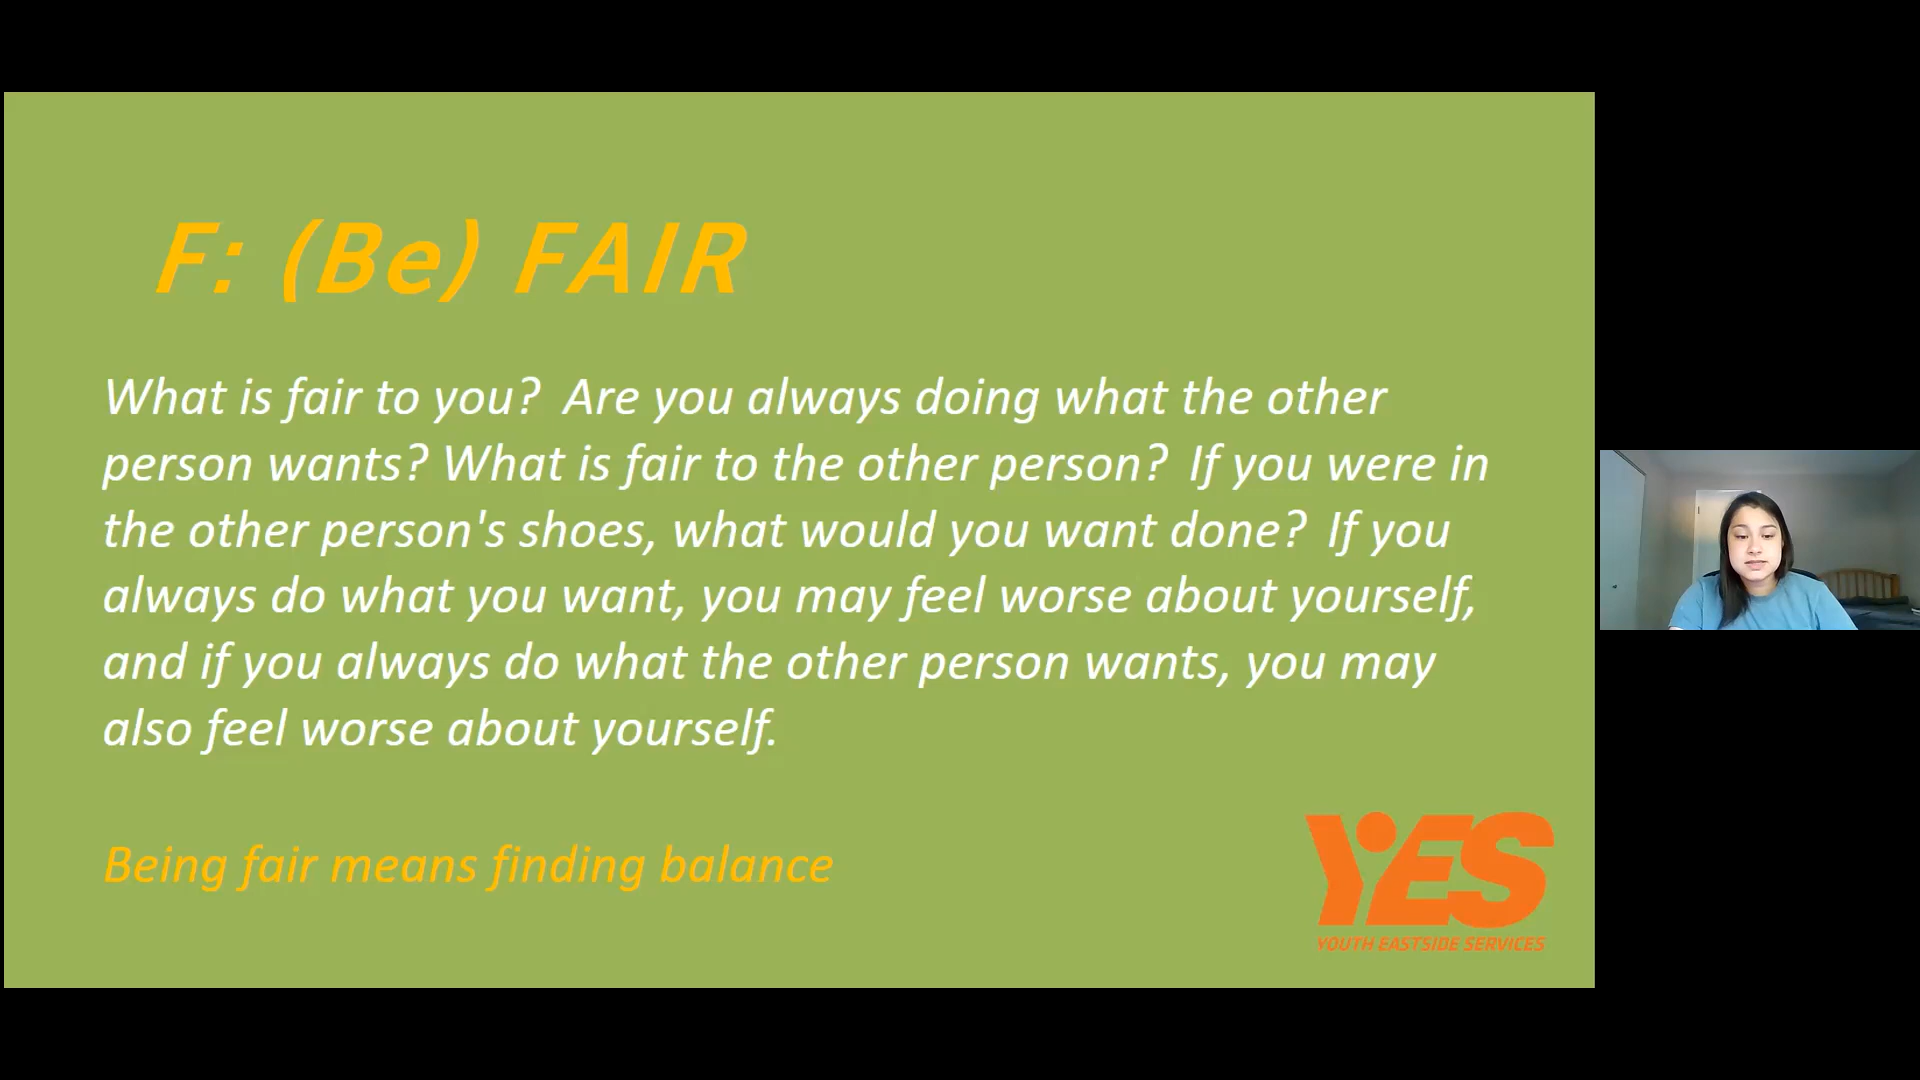 F: (Be) FAIR
What is fair to you?  Are you always doing what the other
person wants? What is fair to the other person?  If you were in
the other person's shoes, what would you want done?  If you
always do what you want, you may feel worse about yourself,
and if you always do what the other person wants, you may
also feel worse about yourself.
Being fair means finding balance
YES
YOUTH EASTSIDE SERVICES